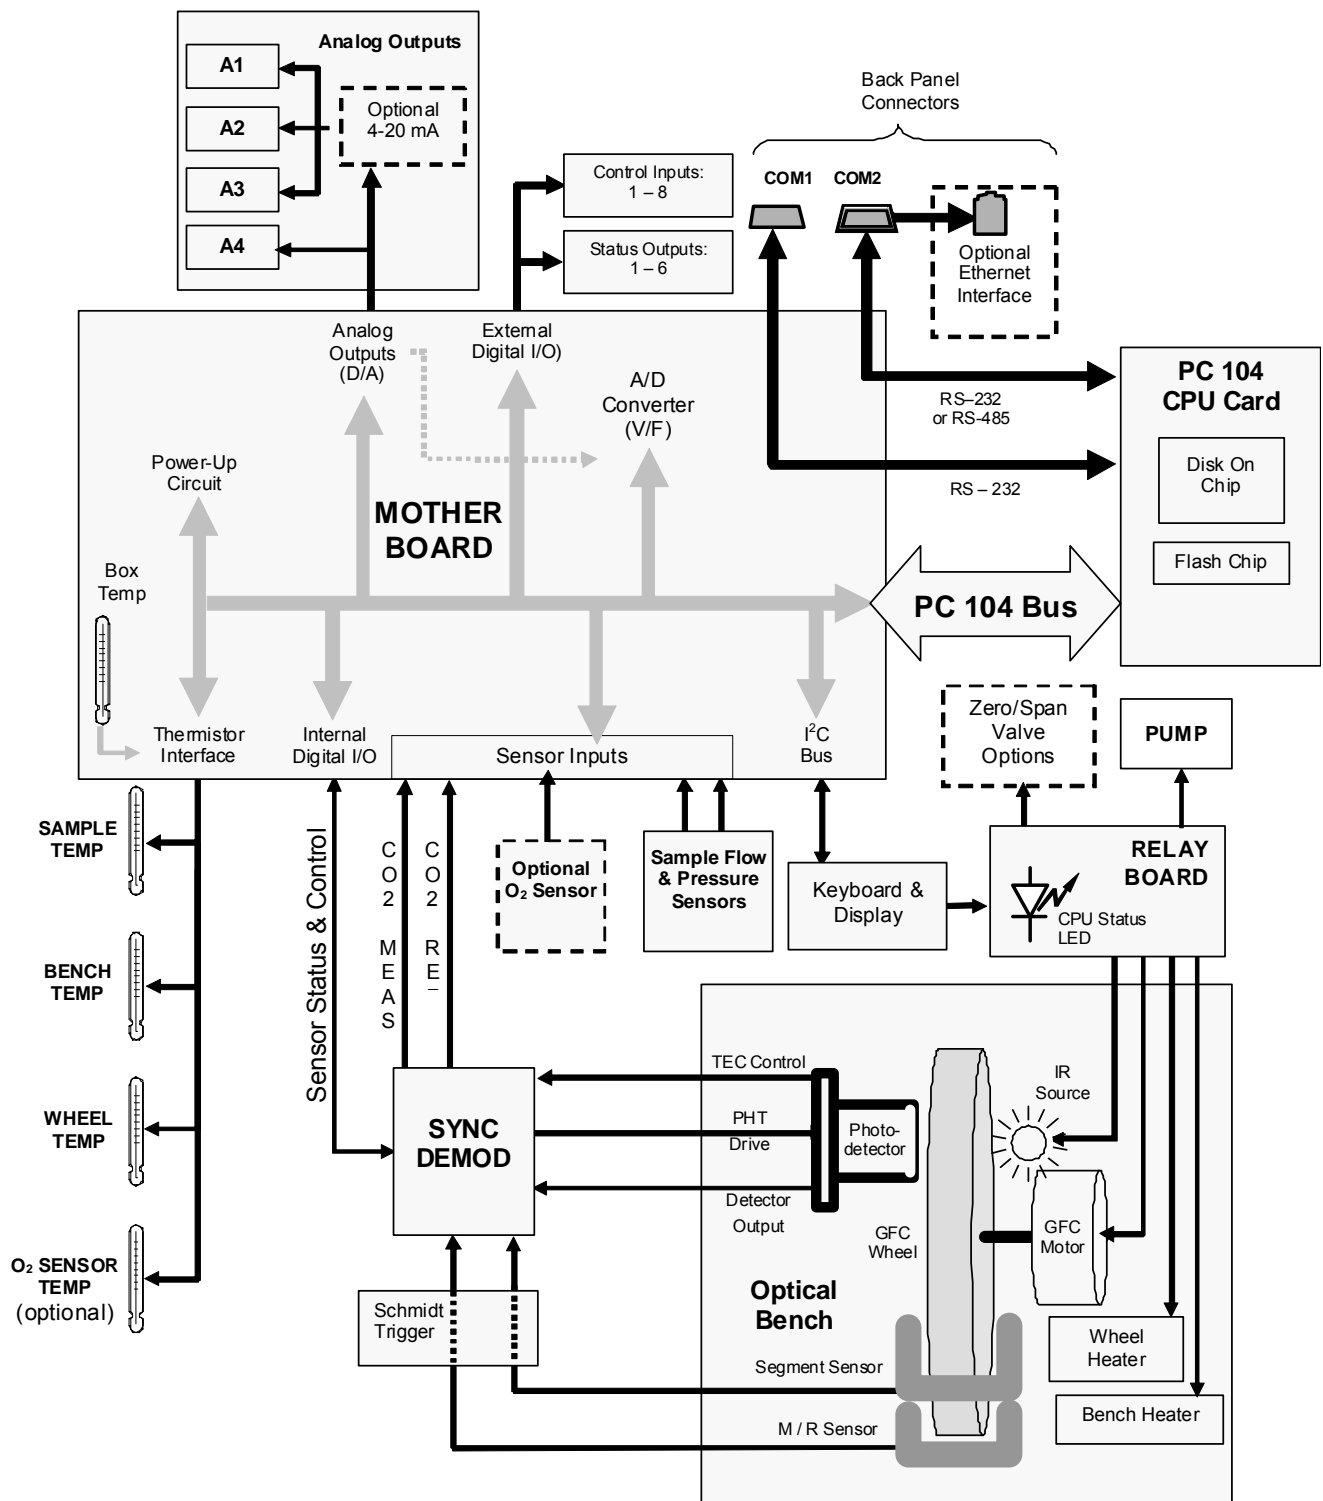 Analog Outputs
A1
A2
A3
A4
Optional
4-20 mA
Back Panel
Connectors
Control Inputs:
1 – 8
Status Outputs:
1 – 6
COM1
COM2
Optional
Ethernet
Interface
Analog
Outputs
(D/A)
External
Digital I/O)
A/D
Converter
(V/F)
Power-Up
Circuit
MOTHER
BOARD
Box
Temp
RS–232
or RS-485
RS – 232
PC 104
CPU Card
Disk On
Chip
Flash Chip
PC 104 Bus
Thermistor
Interface
Internal
Digital I/O
Sensor Inputs
I²C
Bus
Zero/Span
Valve
Options
PUMP
SAMPLE
TEMP
BENCH
TEMP
WHEEL
TEMP
O₂ SENSOR
TEMP
(optional)
Sensor Status & Control
CO2 MEAS
CO2
Optional
O₂ Sensor
Sample Flow
& Pressure
Sensors
Keyboard &
Display
RELAY
BOARD
CPU Status
LED
SYNC
DEMOD
TEC Control
PHT
Drive
Detector
Output
Photo-
detector
IR
Source
GFC
Wheel
GFC
Motor
Optical
Bench
Schmidt
Trigger
Segment Sensor
M / R Sensor
Wheel
Heater
Bench Heater